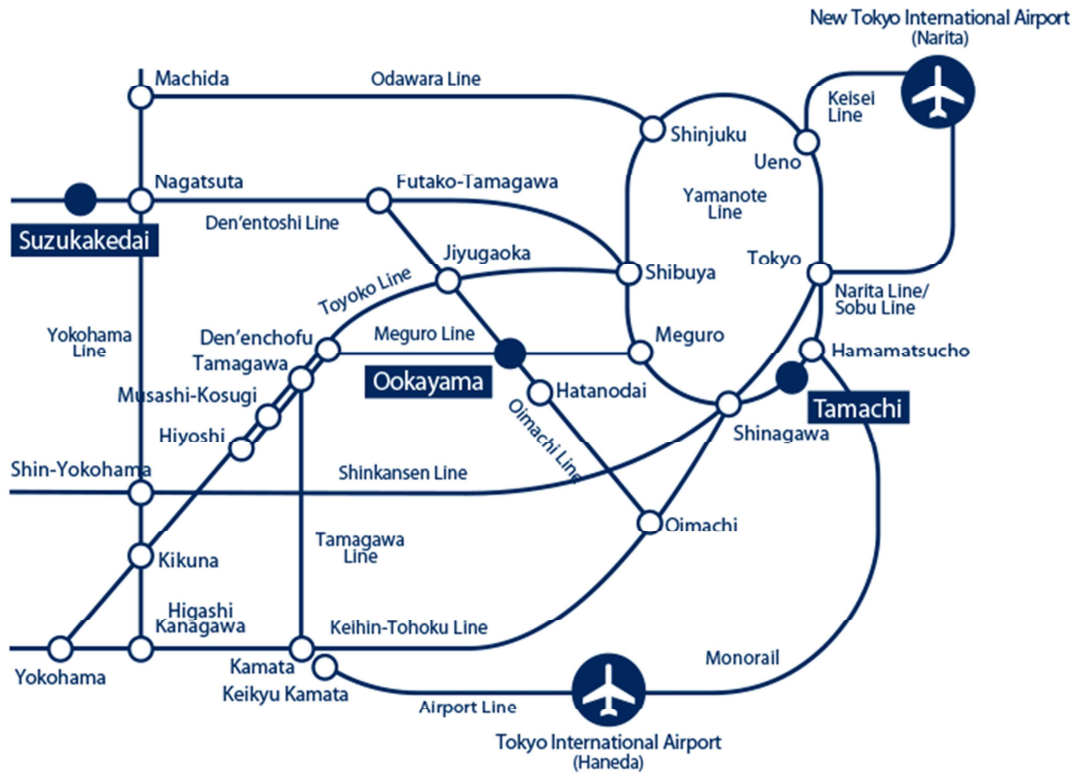 New Tokyo International Airport
(Narita)
Machida
Odawara Line
Keisei
Line
Shinjuku
Ueno
Nagatsuta
Futako-Tamagawa
Yamanote
Line
Den'entoshi Line
Suzukakedai
Jiyugaoka
Tokyo
Shibuya
Toyoko Line
Narita Line/
Sobu Line
Yokohama
Line
Den'enchofu
Meguro Line
Meguro
Hamamatsucho
Tamagawa
Ookayama
Hatanodai
Musashi-Kosugi
Tamachi
Hiyoshi
Oimachi Line
Shinagawa
Shin-Yokohama
Shinkansen Line
Oimachi
Tamagawa
Line
Kikuna
Higashi
Kanagawa
Keihin-Tohoku Line
Yokohama
Kamata
Monorail
Keikyu Kamata
Airport Line
Tokyo International Airport
(Haneda)